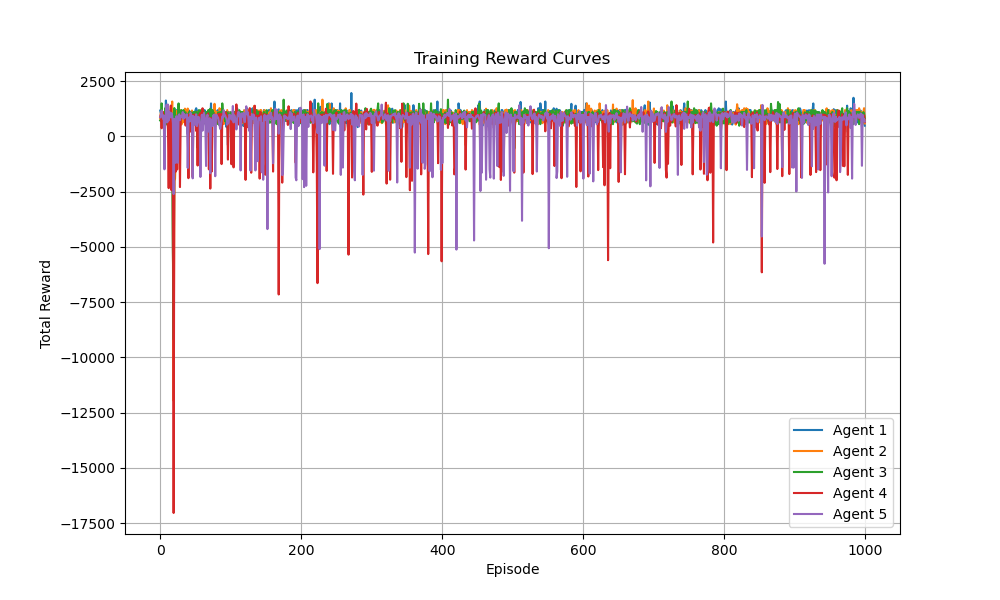 Training Reward Curves
2500
0
−2500
−5000
−7500
−10000
−12500
−15000
−17500
Total Reward
0 200 400 600 800 1000
Episode
Agent 1
Agent 2
Agent 3
Agent 4
Agent 5